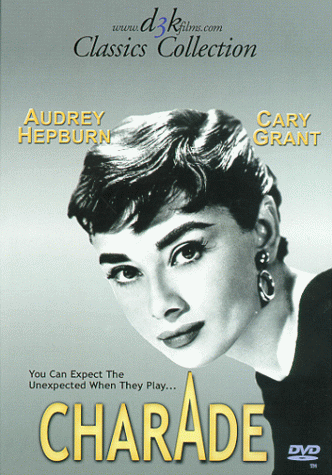 www.d3kfilms.com
Classics Collection
AUDREY
HEPBURN
CARY
GRANT
You Can Expect The
Unexpected When They Play...
CHARADE
DVD
TM